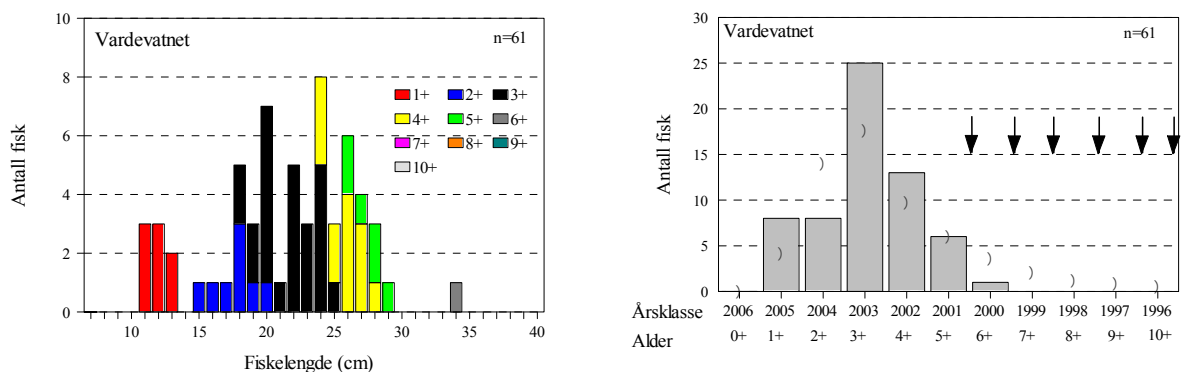 10
8
6
4
2
0
Antall fisk
Vardevatnet
n=61
1+ 2+ 3+
4+ 5+ 6+
7+ 8+ 9+
10+
10 15 20 25 30 35 40
Fiskelengde (cm)
30
25
20
15
10
5
0
Antall fisk
Vardevatnet
n=61
Årsklasse 2006 2005 2004 2003 2002 2001 2000 1999 1998 1997 1996
Alder 0+ 1+ 2+ 3+ 4+ 5+ 6+ 7+ 8+ 9+ 10+